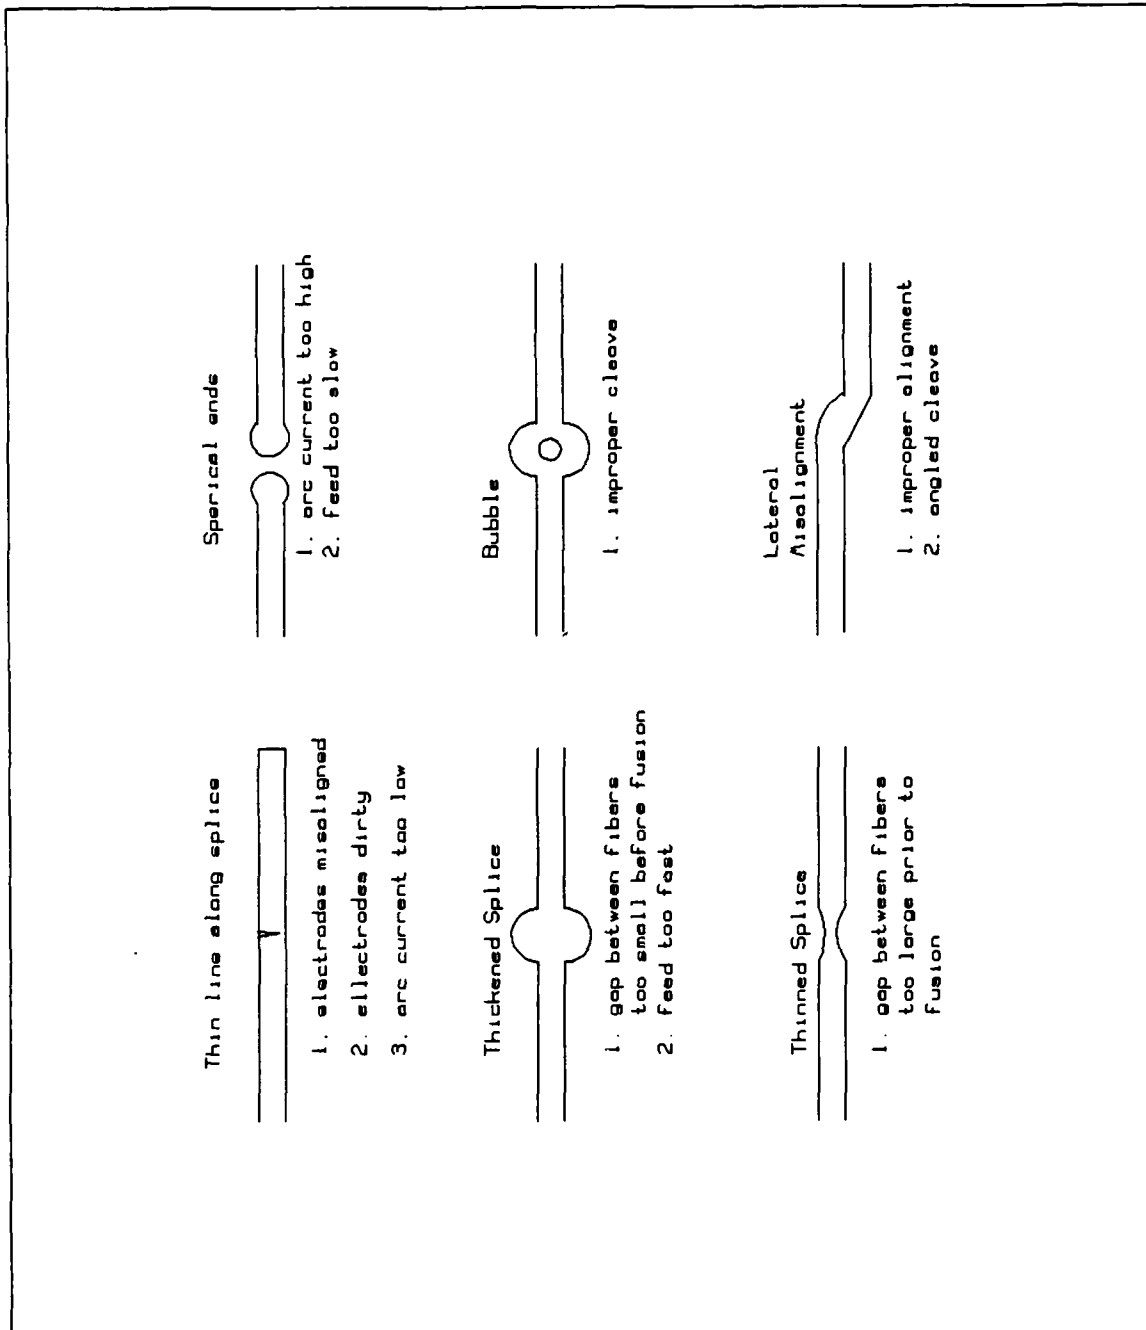 Thin line along splice
1. electrodes misaligned
2. ellectrodes dirty
3. arc current too low
Sperical ends
1. arc current too high
2. feed too slow
Thickened Splice
1. gap between fibers
too small before fusion
2. feed too fast
Bubble
1. improper cleave
Thinned Splice
1. gap between fibers
too large prior to
fusion
Lateral
Misalignment
1. improper alignment
2. angled cleave